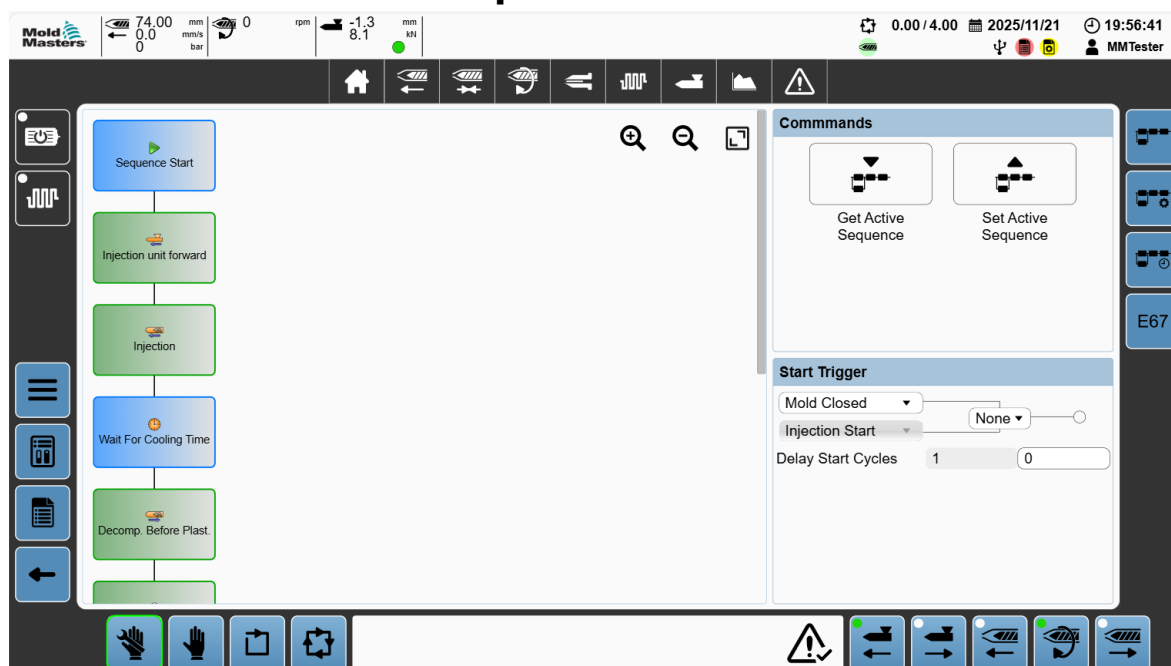 Mold
Masters
74.00 mm
0.0 mm/s
0 bar
0 rpm
-1.3 mm
8.1 kN
0.00 / 4.00
2025/11/21
19:56:41
MMTester
Sequence Start
Injection unit forward
Injection
Wait For Cooling Time
Decomp. Before Plast.
Commmands
Get Active
Sequence
Set Active
Sequence
E67
Start Trigger
Mold Closed
None
Injection Start
Delay Start Cycles 1 0